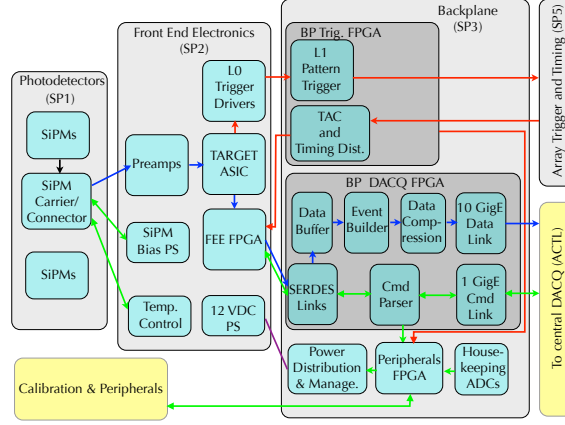 Photodetectors
(SP1)
SiPMs
SiPM
Carrier/
Connector
SiPMs
Front End Electronics
(SP2)
L0
Trigger
Drivers
Preamps
TARGET
ASIC
SiPM
Bias PS
FEE FPGA
Temp.
Control
12 VDC
PS
Backplane
(SP3)
BP Trig. FPGA
L1
Pattern
Trigger
TAC
and
Timing Dist.
BP DACQ FPGA
Data
Buffer
Event
Builder
Data
Comp-
ression
10 GigE
Data
Link
SERDES
Links
Cmd
Parser
1 GigE
Cmd
Link
Power
Distribution
& Manage.
Peripherals
FPGA
House-
keeping
ADCs
Calibration & Peripherals
Array Trigger and Timing (SP5)
To central DACQ (ACTL)